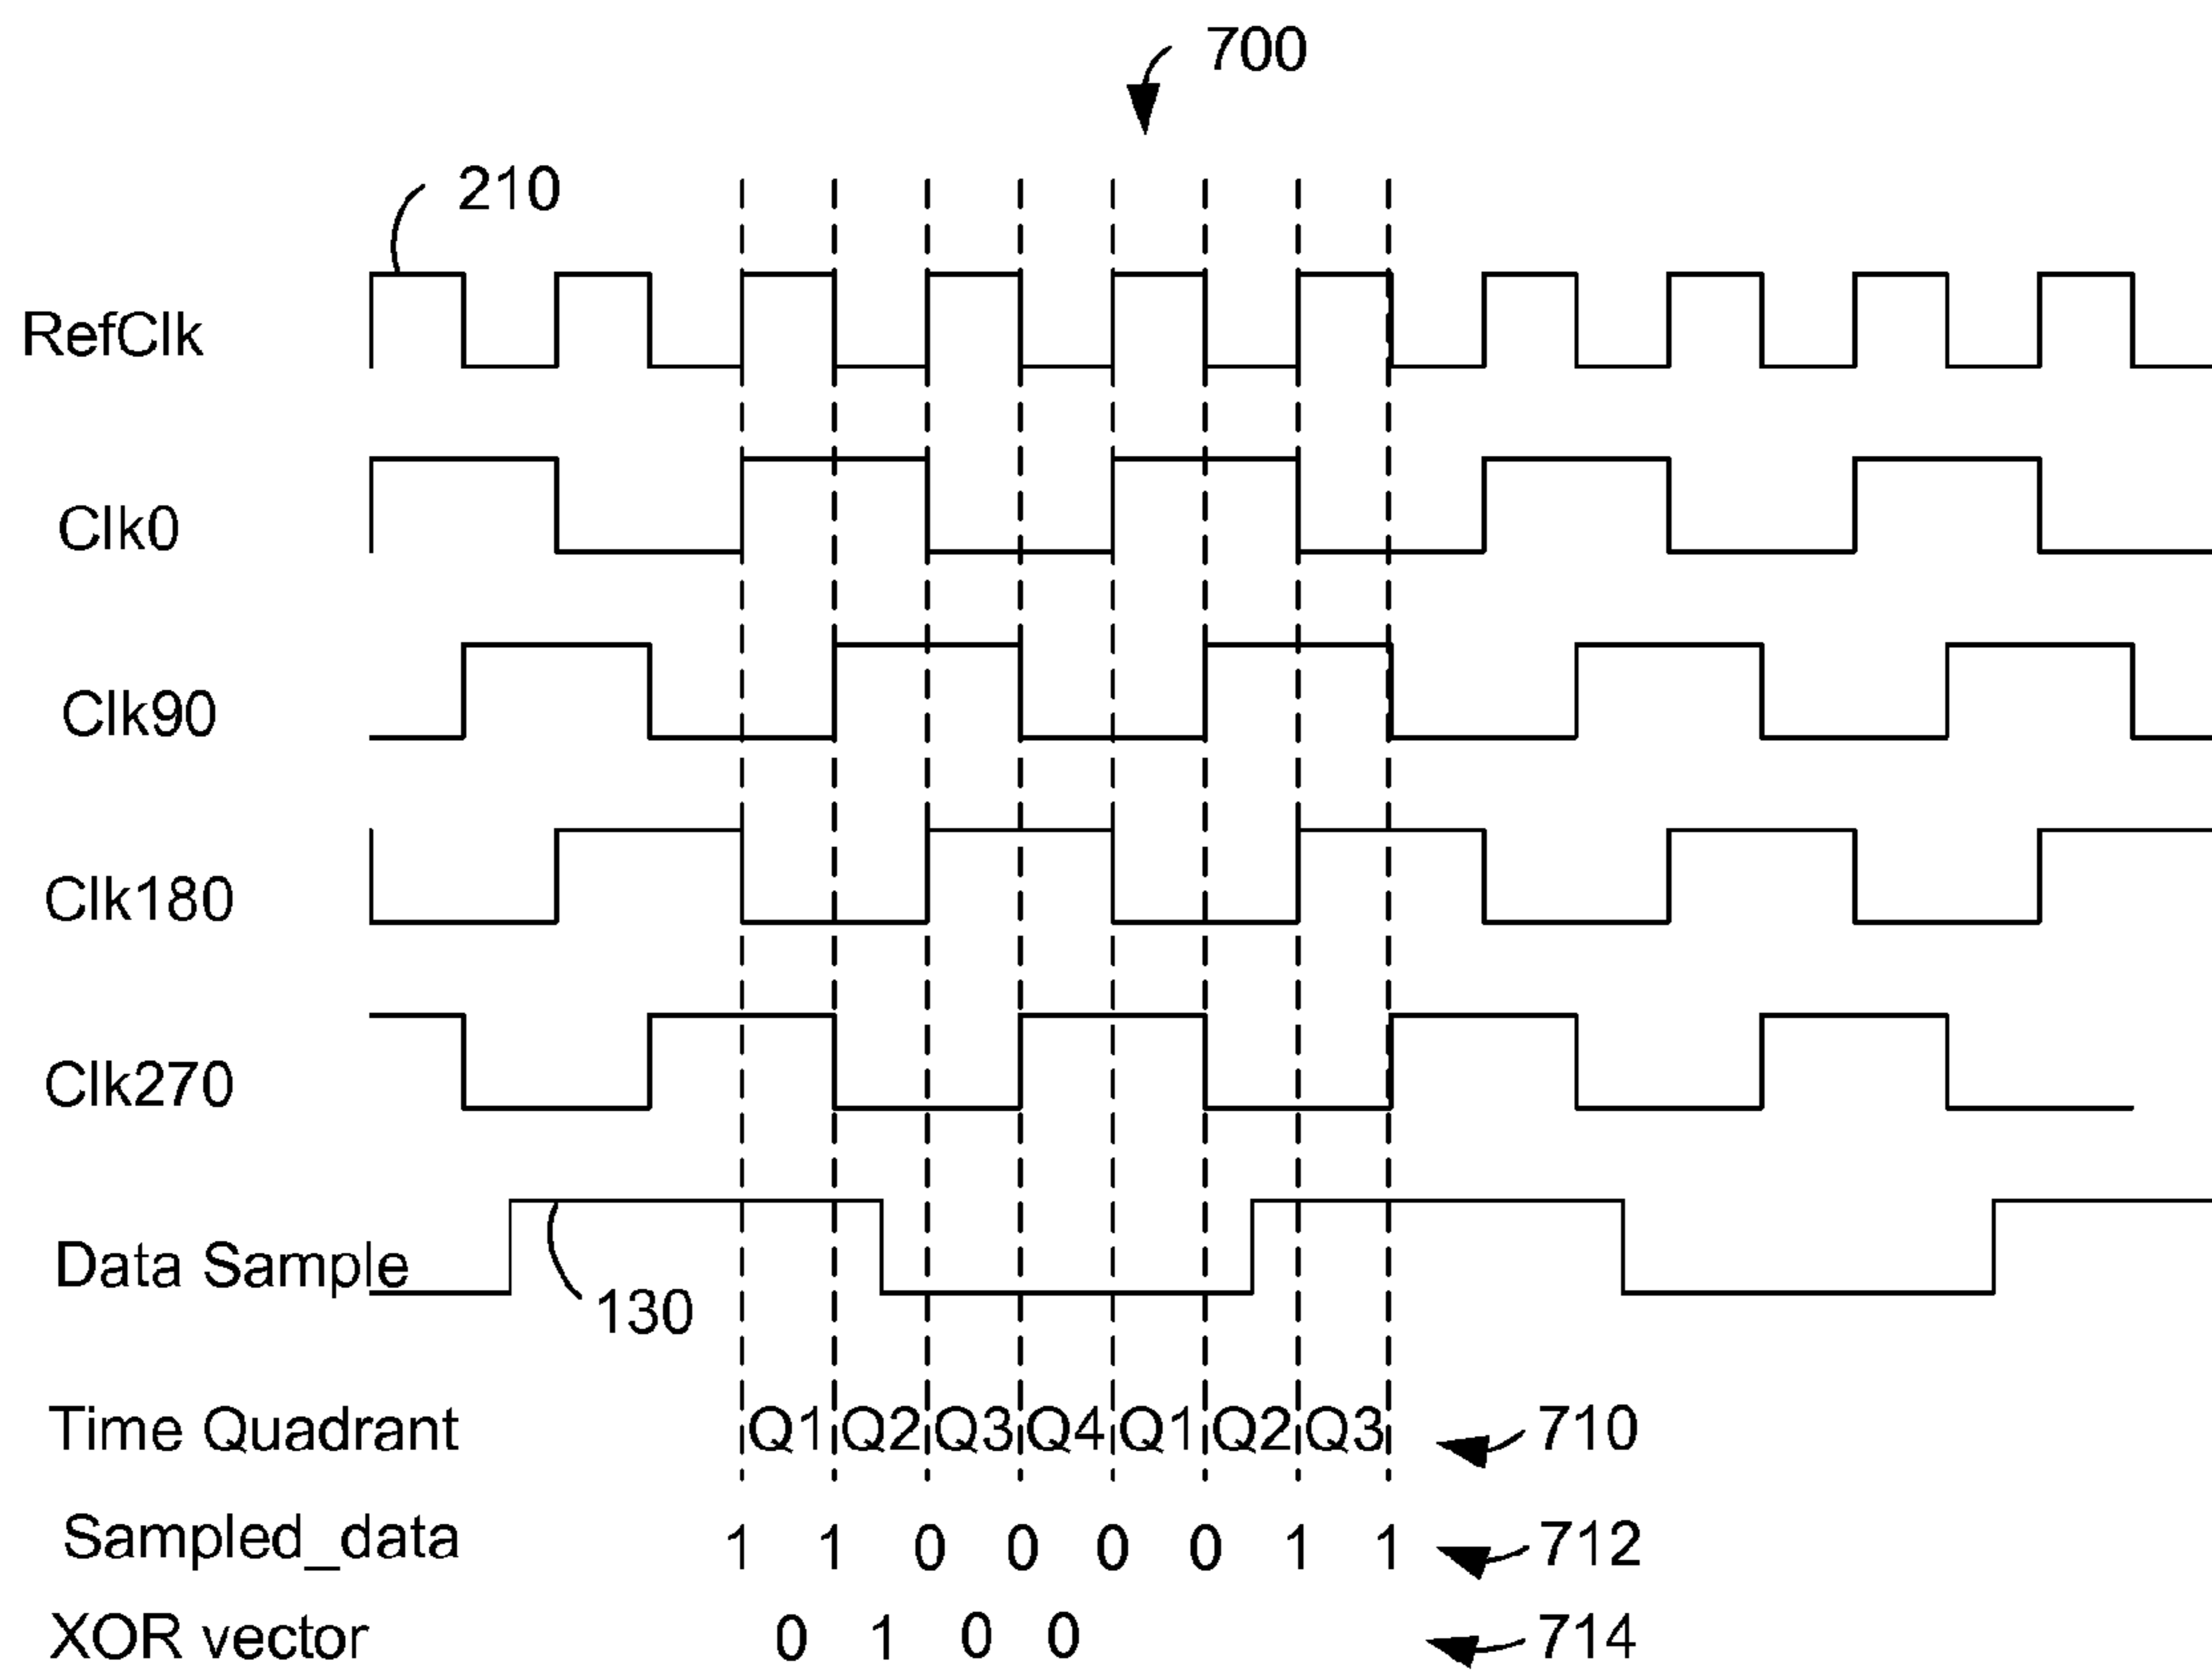 700
210
RefClk
Clk0
Clk90
Clk180
Clk270
Data Sample
130
Time Quadrant Q1 Q2 Q3 Q4 Q1 Q2 Q3 710
Sampled_data 1 1 0 0 0 0 1 1 712
XOR vector 0 1 0 0 714